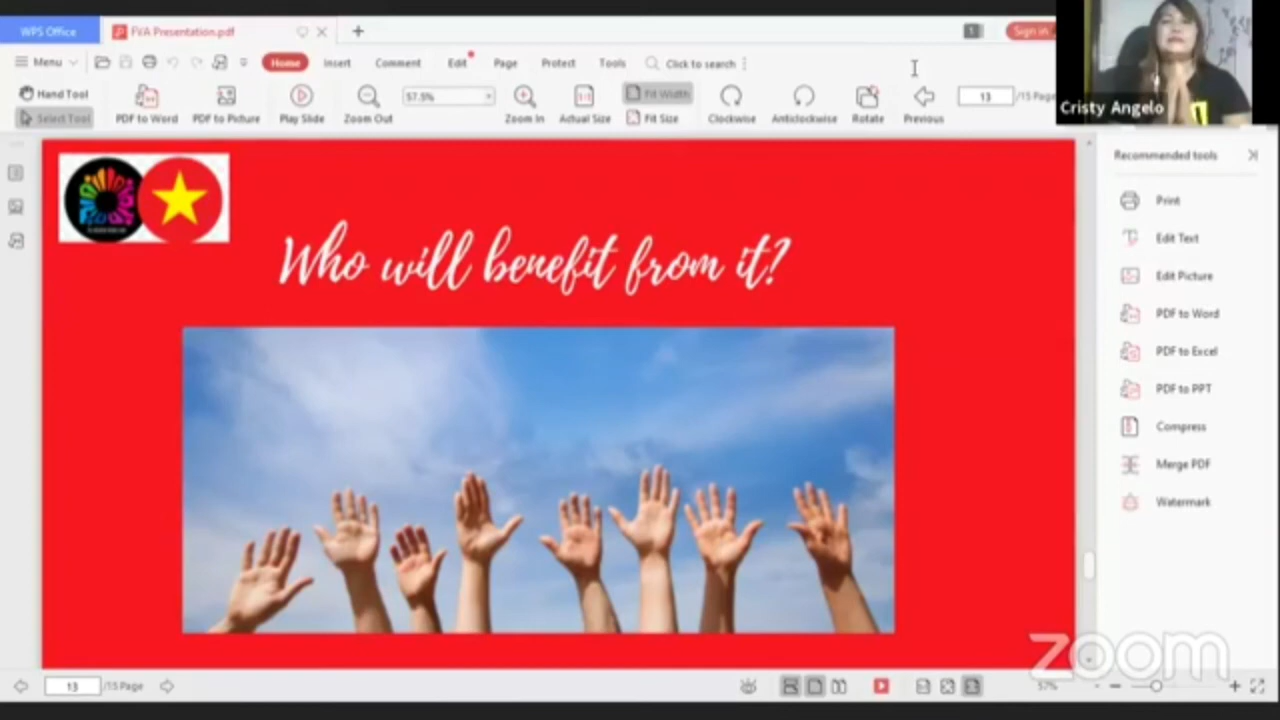 WPS Office
FVA Presentation.pdf
Sign in
Menu
Home
Insert
Comment
Edit
Page
Protect
Tools
Click to search
Hand Tool
Select Tool
PDF to Word
PDF to Picture
Play Slide
Zoom Out
57.5%
Zoom In
Actual Size
Fit Width
Fit Size
Clockwise
Anticlockwise
Rotate
Previous
13
/15 Page
Cristy Angelo
Who will benefit from it?
Recommended tools
Print
Edit Text
Edit Picture
PDF to Word
PDF to Excel
PDF to PPT
Compress
Merge PDF
Watermark
zoom
13
/15 Page
57%